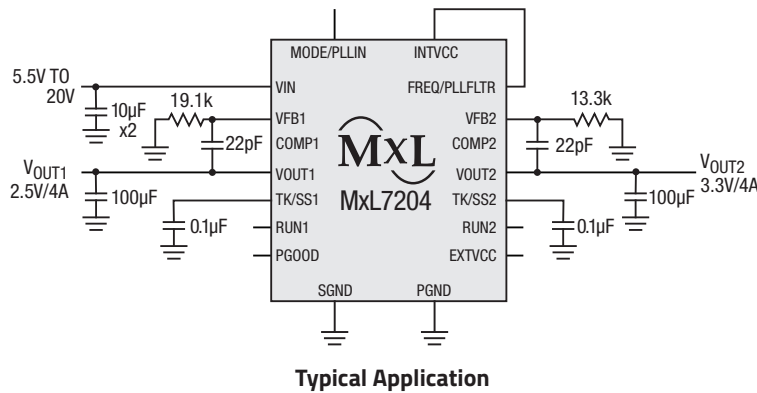 MODE/PLLIN INTVCC
5.5V TO
20V
VIN
FREQ/PLLFLTR
10µF
x2
19.1k
13.3k
VFB1
VFB2
22pF
COMP1
MXL
COMP2
22pF
VOUT1
2.5V/4A
VOUT1
VOUT2
VOUT2
3.3V/4A
100µF
TK/SS1
MxL7204
TK/SS2
100µF
0.1µF
RUN1
RUN2
0.1µF
PGOOD
EXTVCC
SGND PGND
Typical Application